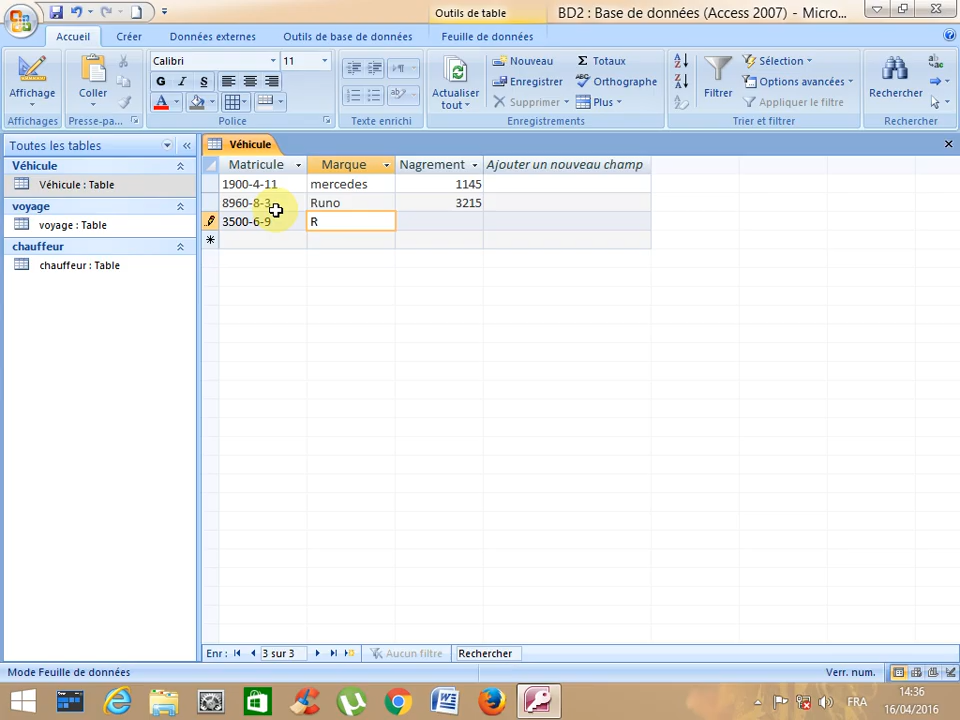 Outils de table
BD2 : Base de données (Access 2007) - Micro...
Accueil
Créer
Données externes
Outils de base de données
Feuille de données
Affichage
Affichages
Coller
Presse-pa...
Calibri
11
G I S
A
Police
Texte enrichi
Actualiser
tout
Nouveau
Enregistrer
Supprimer
Totaux
Orthographe
Plus
Enregistrements
Filtrer
Sélection
Options avancées
Appliquer le filtre
Trier et filtrer
Rechercher
Rechercher
Toutes les tables
Véhicule
Véhicule : Table
voyage
voyage : Table
chauffeur
chauffeur : Table
Véhicule
Matricule Marque Nagrement Ajouter un nouveau champ
1900-4-11 mercedes 1145
8960-8-3 Runo 3215
3500-6-9 R
Enr : 3 sur 3 Aucun filtre Rechercher
Mode Feuille de données
Verr. num.
FRA
14:36
16/04/2016